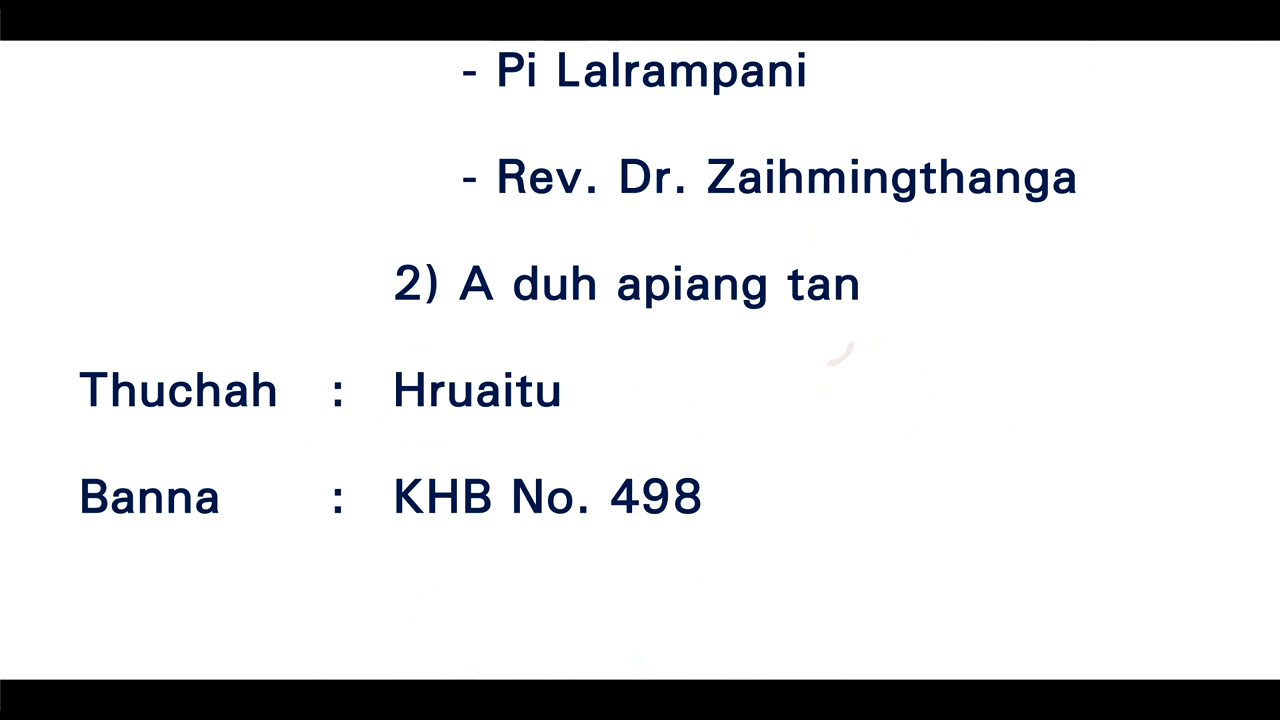 - Pi Lalrampani
- Rev. Dr. Zaihmingthanga
2) A duh apiang tan
Thuchah : Hruaitu
Banna : KHB No. 498